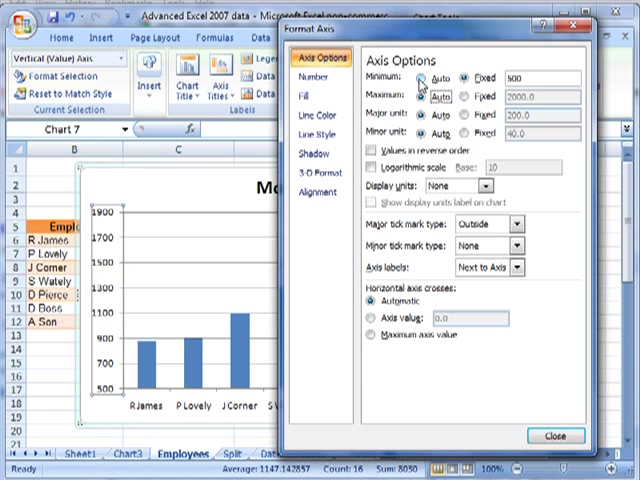 Advanced Excel 2007 data - Microsoft Excel non-commerc...
Home
Insert
Page Layout
Formulas
Vertical (Value) Axis
Format Selection
Reset to Match Style
Current Selection
Insert
Chart Title
Axis Titles
Legend
Data
Labels
Chart 7
fx
B
C
1
2
3
4
5
6
7
8
9
10
11
12
13
14
15
16
17
18
19
20
21
R James
P Lovely
J Corner
S Wately
D Pierce
D Boss
A Son
1900
1700
1500
1300
1100
900
700
500
R James
P Lovely
J Corner
Format Axis
Axis Options
Number
Fill
Line Color
Line Style
Shadow
3-D Format
Alignment
Axis Options
Minimum: Auto Fixed 500
Maximum: Auto Fixed 2000.0
Major unit: Auto Fixed 200.0
Minor unit: Auto Fixed 40.0
Values in reverse order
Logarithmic scale Base: 10
Display units: None
Show display units label on chart
Major tick mark type: Outside
Minor tick mark type: None
Axis labels: Next to Axis
Horizontal axis crosses:
Automatic
Axis value: 0.0
Maximum axis value
Close
Sheet1
Chart3
Employees
Split
Ready
Average: 1147.142857
Count: 16
Sum: 8030
100%